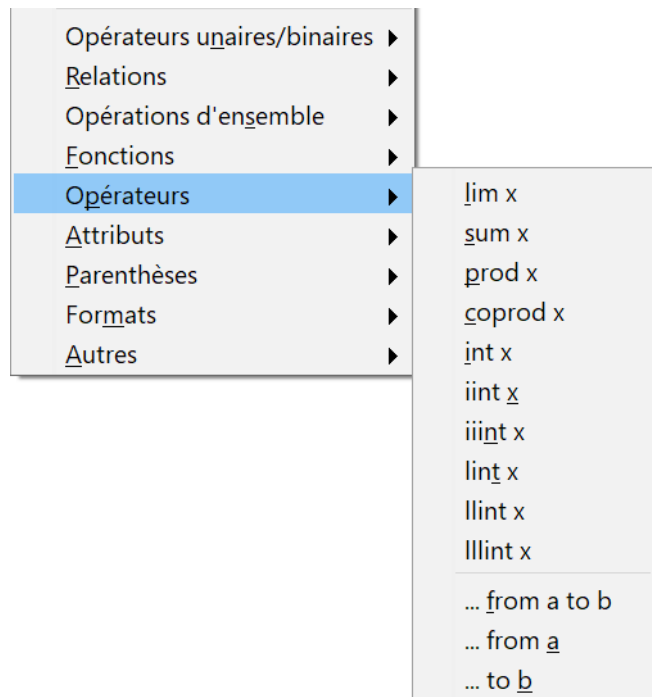 Opérateurs unaires/binaires
Relations
Opérations d'ensemble
Fonctions
Opérateurs
Attributs
Parenthèses
Formats
Autres
lim x
sum x
prod x
coprod x
int x
iint x
iiint x
lint x
llint x
lllint x
... from a to b
... from a
... to b